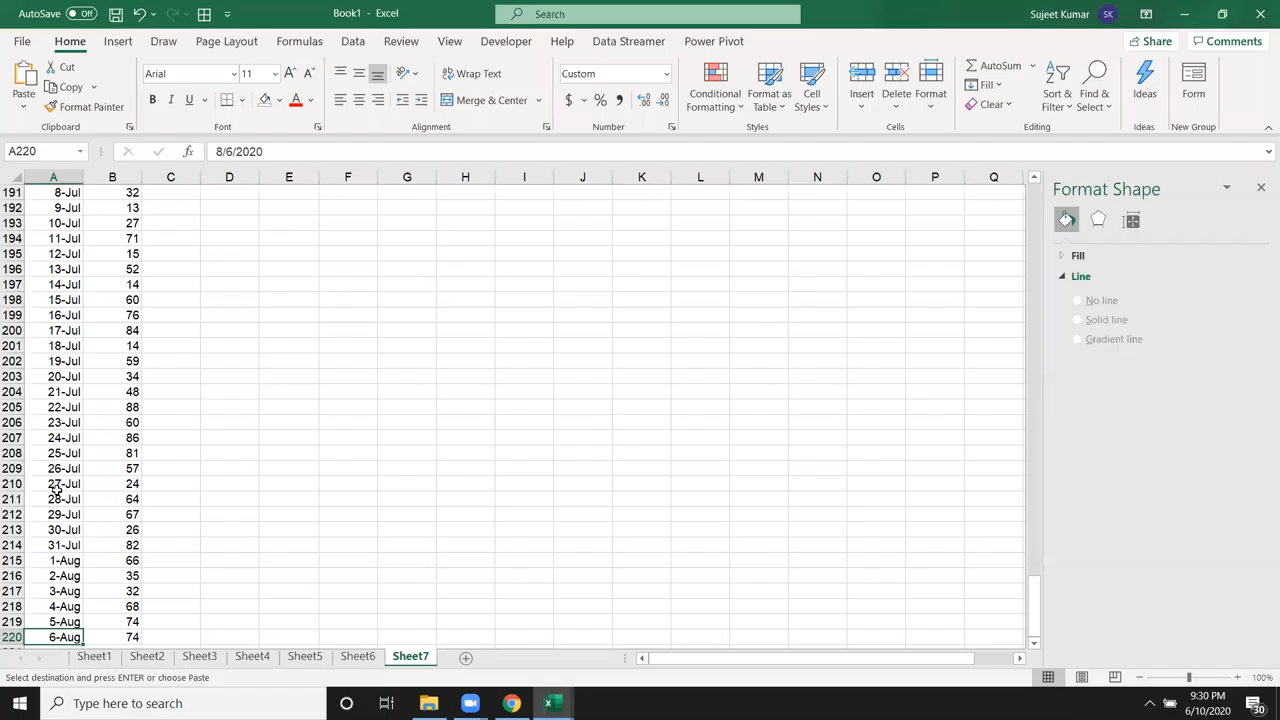 AutoSave Off Book1 - Excel Search Sujeet Kumar SK
File Home Insert Draw Page Layout Formulas Data Review View Developer Help Data Streamer Power Pivot Share Comments
Paste Cut Copy Format Painter Clipboard
Arial 11 A A B I U A Font
Wrap Text Merge & Center Alignment
Custom $ % , Number
Conditional Formatting Format as Table Cell Styles Styles
Insert Delete Format Cells
AutoSum Fill Clear Sort & Filter Find & Select Editing
Ideas Ideas
Form New Group
A220 fx 8/6/2020
A B C D E F G H I J K L M N O P Q
191 8-Jul 32
192 9-Jul 13
193 10-Jul 27
194 11-Jul 71
195 12-Jul 15
196 13-Jul 52
197 14-Jul 14
198 15-Jul 60
199 16-Jul 76
200 17-Jul 84
201 18-Jul 14
202 19-Jul 59
203 20-Jul 34
204 21-Jul 48
205 22-Jul 88
206 23-Jul 60
207 24-Jul 86
208 25-Jul 81
209 26-Jul 57
210 27-Jul 24
211 28-Jul 64
212 29-Jul 67
213 30-Jul 26
214 31-Jul 82
215 1-Aug 66
216 2-Aug 35
217 3-Aug 32
218 4-Aug 68
219 5-Aug 74
220 6-Aug 74
Format Shape
Fill
Line
No line
Solid line
Gradient line
Sheet1 Sheet2 Sheet3 Sheet4 Sheet5 Sheet6 Sheet7
Select destination and press ENTER or choose Paste 100%
Type here to search 9:30 PM
6/10/2020 30